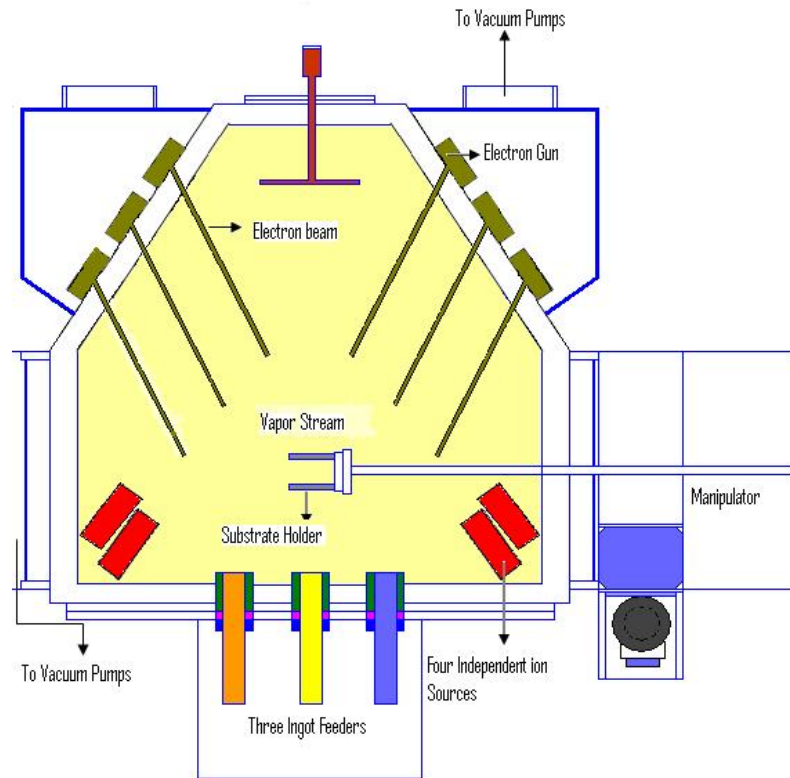 To Vacuum Pumps
Electron Gun
Electron beam
Vapor Stream
Manipulator
Substrate Holder
To Vacuum Pumps
Four Independent ion
Sources
Three Ingot Feeders